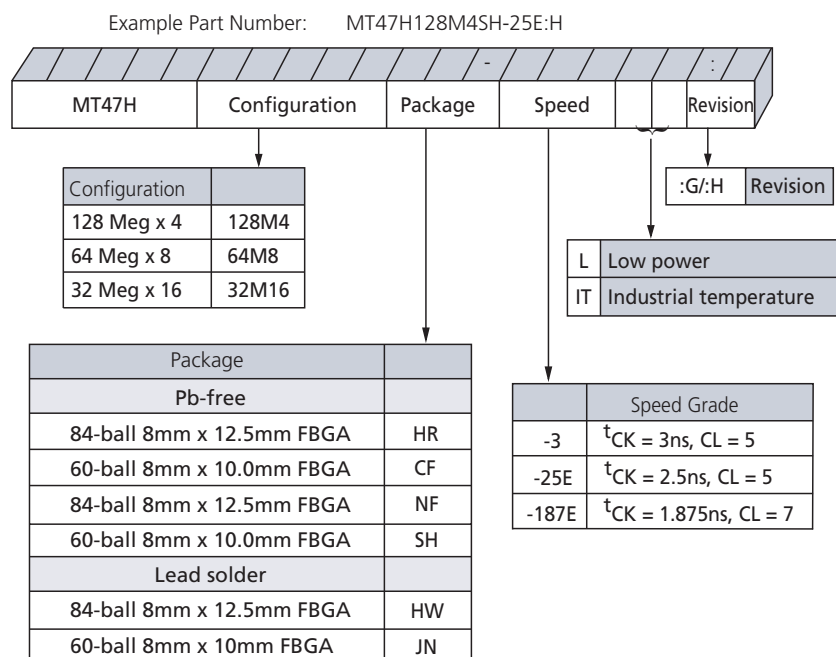 Example Part Number: MT47H128M4SH-25E:H
- :
MT47H Configuration Package Speed Revision
Configuration
128 Meg x 4 128M4
64 Meg x 8 64M8
32 Meg x 16 32M16
:G/:H Revision
L Low power
IT Industrial temperature
Package
Pb-free
84-ball 8mm x 12.5mm FBGA HR
60-ball 8mm x 10.0mm FBGA CF
84-ball 8mm x 12.5mm FBGA NF
60-ball 8mm x 10.0mm FBGA SH
Lead solder
84-ball 8mm x 12.5mm FBGA HW
60-ball 8mm x 10mm FBGA JN
Speed Grade
-3 tCK = 3ns, CL = 5
-25E tCK = 2.5ns, CL = 5
-187E tCK = 1.875ns, CL = 7